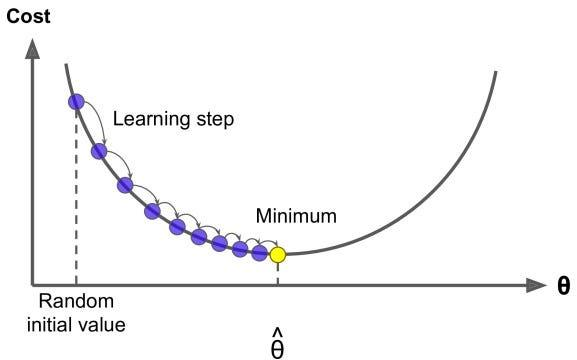 Cost
Learning step
Minimum
θ
Random
initial value
θ̂